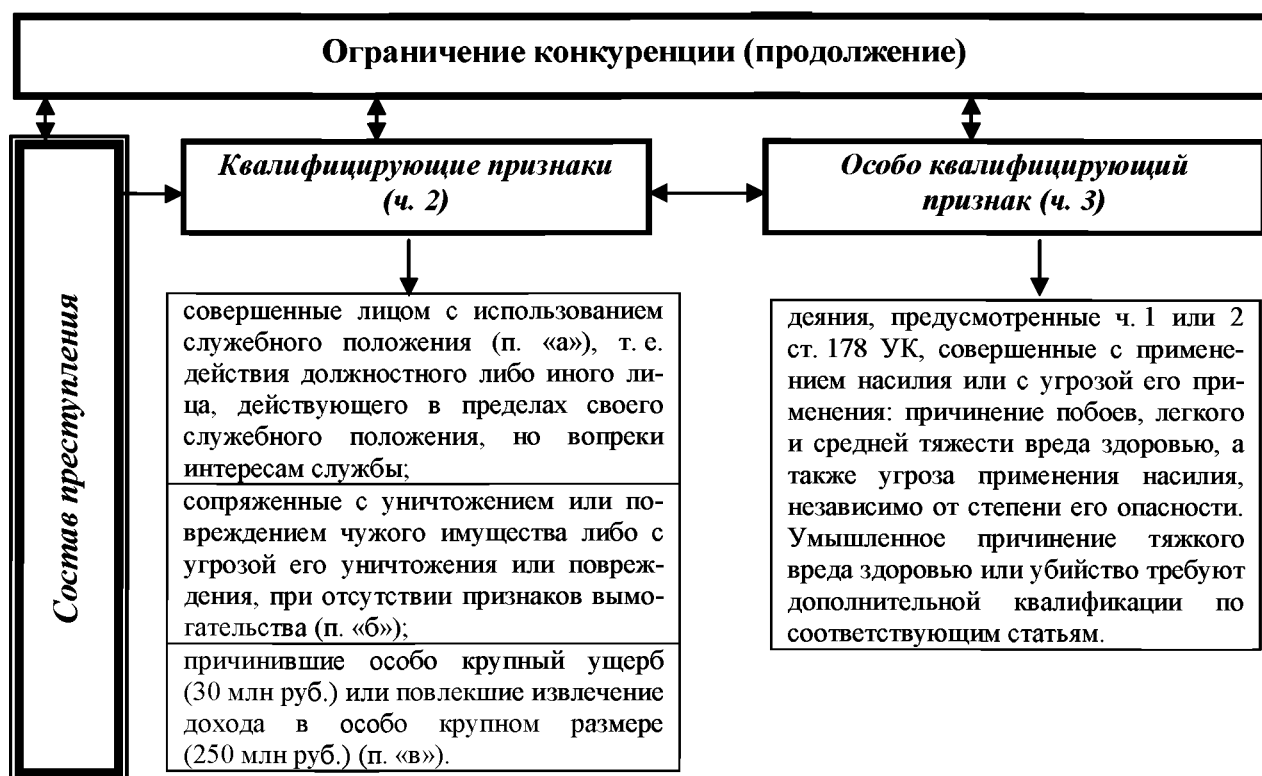 Ограничение конкуренции (продолжение)
Состав преступления
Квалифицирующие признаки
(ч. 2)
совершенные лицом с использованием
служебного положения (п. «а»), т. е.
действия должностного либо иного ли-
ца, действующего в пределах своего
служебного положения, но вопреки
интересам службы;
сопряженные с уничтожением или по-
вреждением чужого имущества либо с
угрозой его уничтожения или повреж-
дения, при отсутствии признаков вымо-
гательства (п. «б»);
причинившие особо крупный ущерб
(30 млн руб.) или повлекшие извлечение
дохода в особо крупном размере
(250 млн руб.) (п. «в»).
Особо квалифицирующий
признак (ч. 3)
деяния, предусмотренные ч. 1 или 2
ст. 178 УК, совершенные с примене-
нием насилия или с угрозой его при-
менения: причинение побоев, легкого
и средней тяжести вреда здоровью, а
также угроза применения насилия,
независимо от степени его опасности.
Умышленное причинение тяжкого
вреда здоровью или убийство требуют
дополнительной квалификации по
соответствующим статьям.